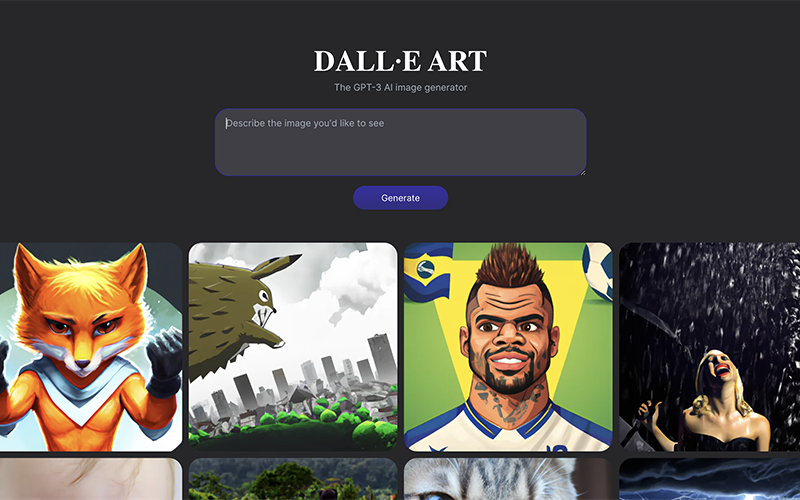 DALL·E ART
The GPT-3 AI image generator
Describe the image you'd like to see
Generate